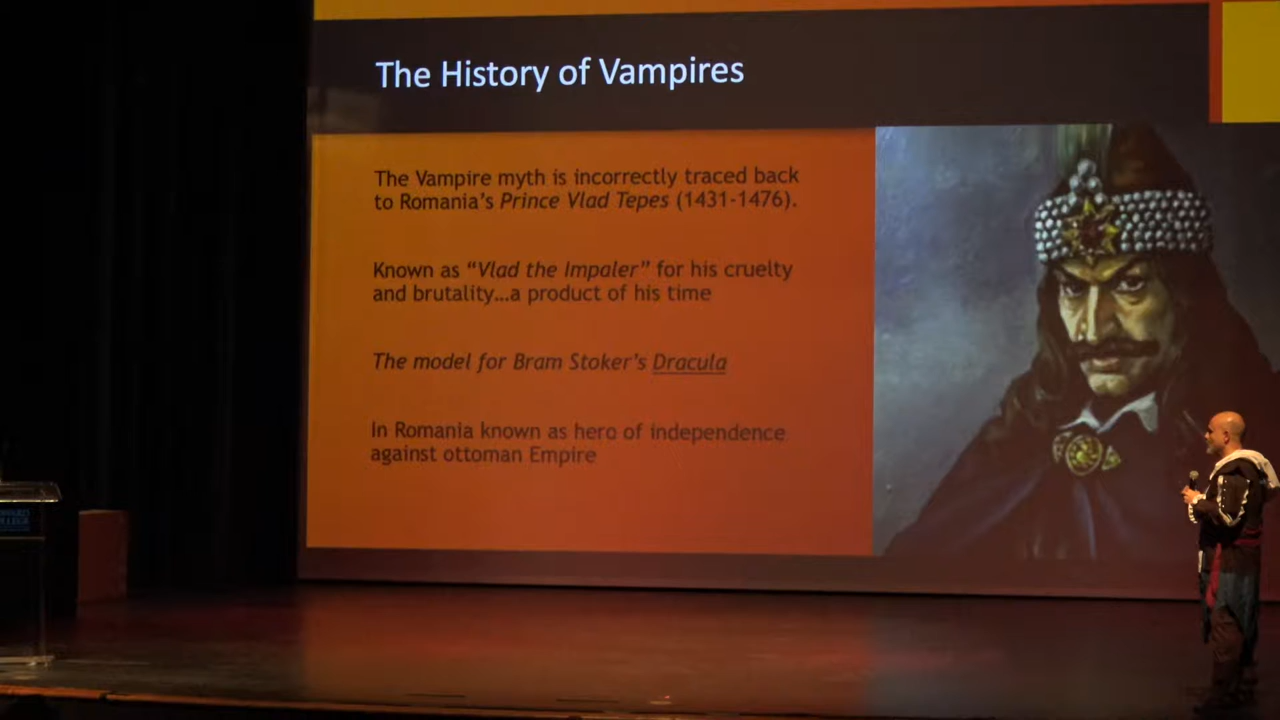 The History of Vampires
The Vampire myth is incorrectly traced back
to Romania's Prince Vlad Tepes (1431-1476).
Known as “Vlad the Impaler” for his cruelty
and brutality...a product of his time
The model for Bram Stoker's Dracula
In Romania known as hero of independence
against ottoman Empire